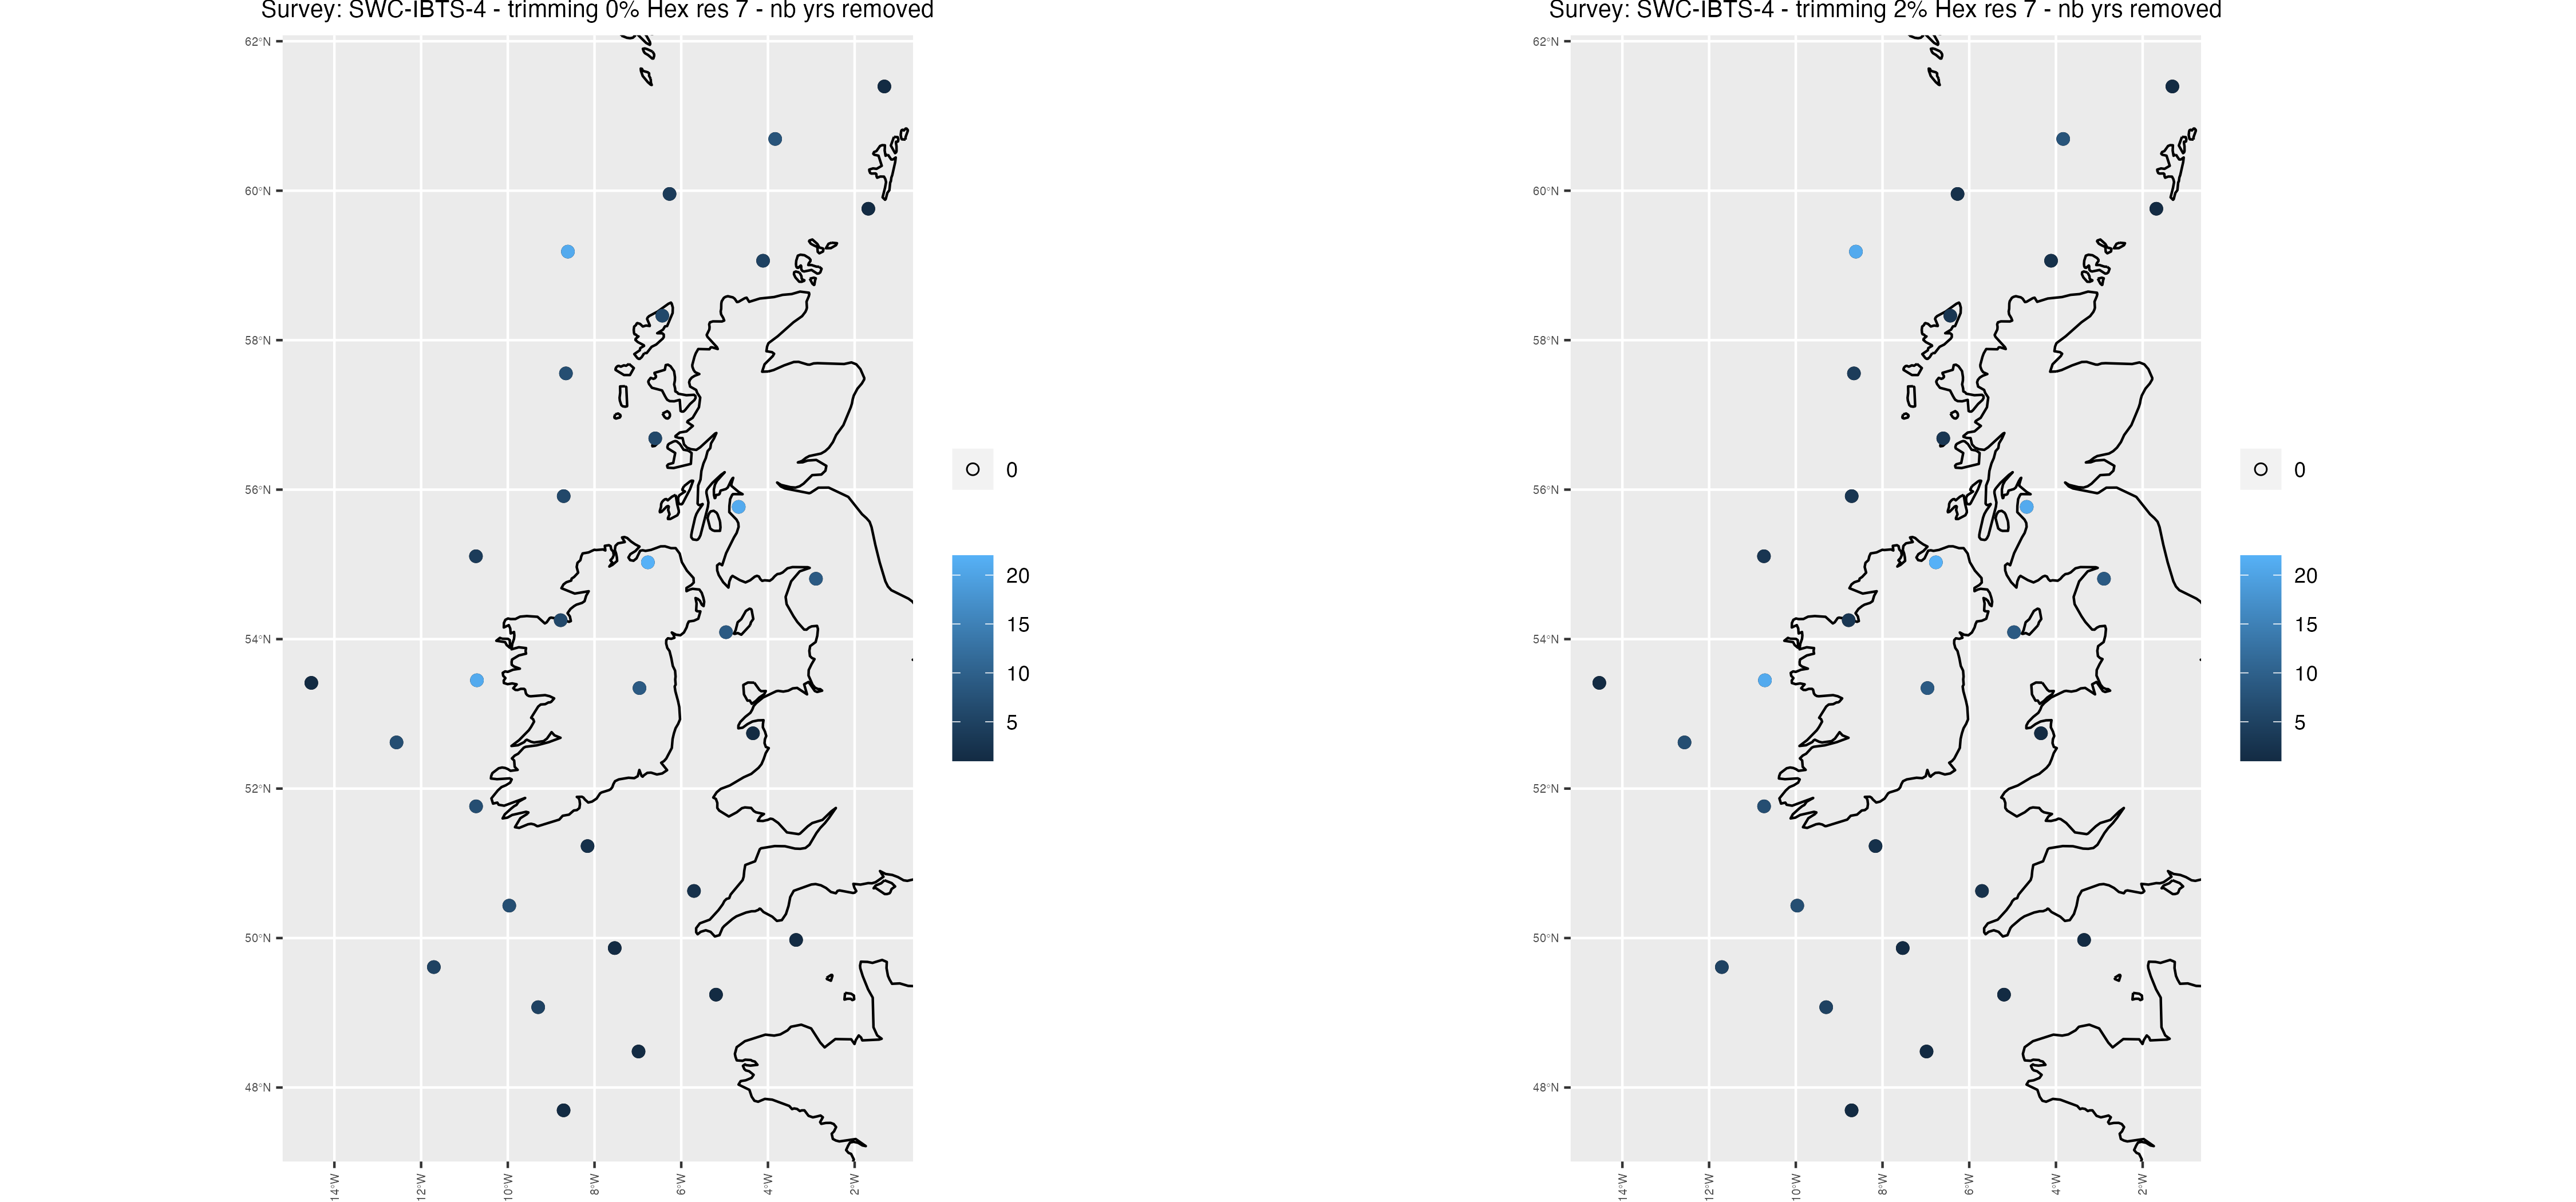 Survey: SWC-IBTS-4 - trimming 0% Hex res 7 - nb yrs removed
62°N
60°N
58°N
56°N
54°N
52°N
50°N
48°N
14°W
12°W
10°W
8°W
6°W
4°W
2°W
0
20
15
10
5
Survey: SWC-IBTS-4 - trimming 2% Hex res 7 - nb yrs removed
62°N
60°N
58°N
56°N
54°N
52°N
50°N
48°N
14°W
12°W
10°W
8°W
6°W
4°W
2°W
0
20
15
10
5